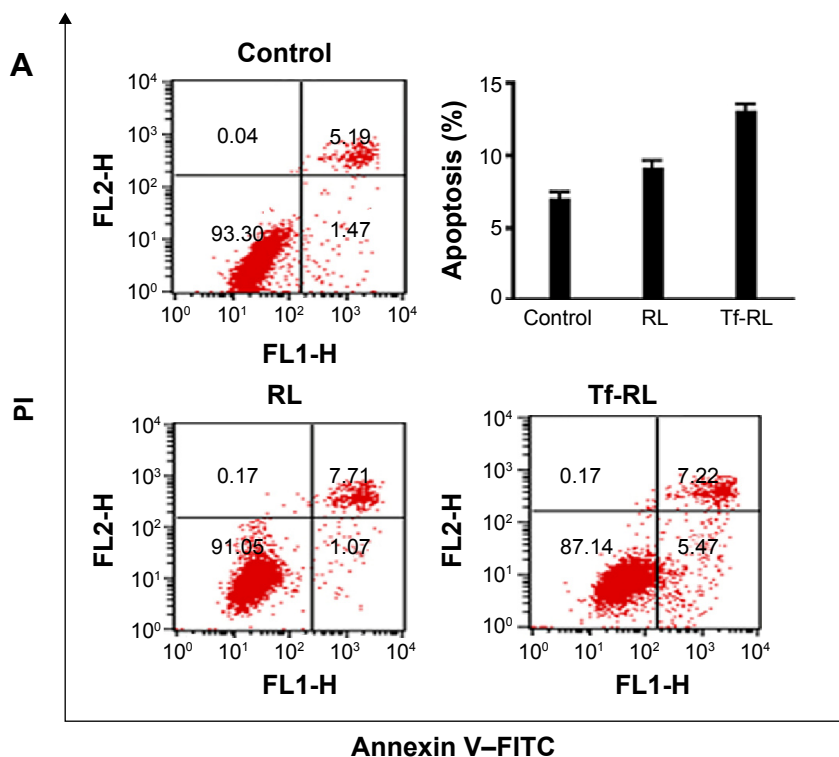 A
Control
10⁴
10³
10²
10¹
10⁰
0.04
5.19
93.30
1.47
10⁰ 10¹ 10² 10³ 10⁴
FL2-H
FL1-H
15
10
5
0
Apoptosis (%)
Control RL Tf-RL
PI
RL
10⁴
10³
10²
10¹
10⁰
0.17
7.71
91.05
1.07
10⁰ 10¹ 10² 10³ 10⁴
FL2-H
FL1-H
Tf-RL
10⁴
10³
10²
10¹
10⁰
0.17
7.22
87.14
5.47
10⁰ 10¹ 10² 10³ 10⁴
FL2-H
FL1-H
Annexin V–FITC